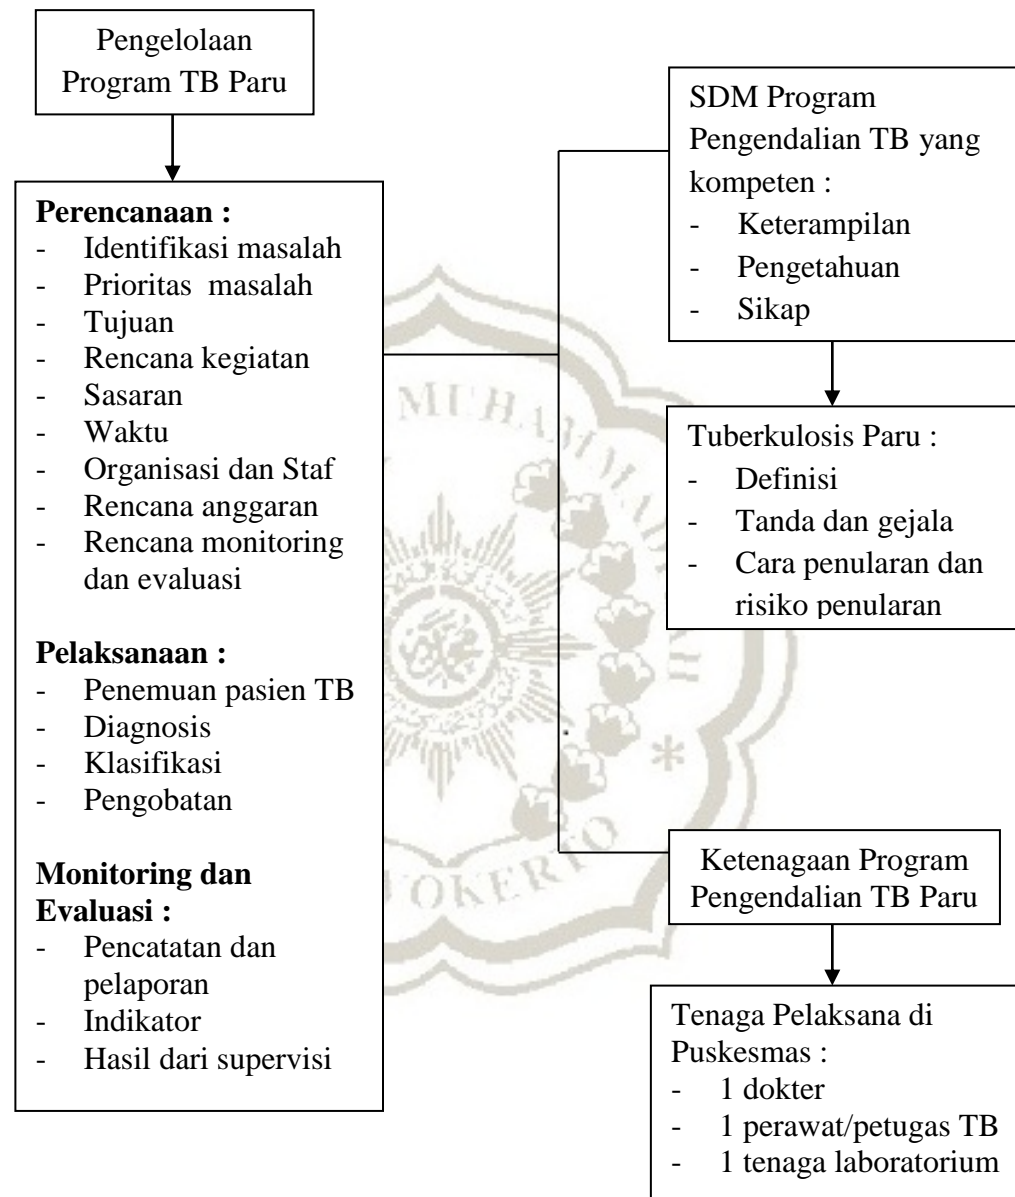 Pengelolaan
Program TB Paru
Perencanaan :
- Identifikasi masalah
- Prioritas masalah
- Tujuan
- Rencana kegiatan
- Sasaran
- Waktu
- Organisasi dan Staf
- Rencana anggaran
- Rencana monitoring
dan evaluasi
Pelaksanaan :
- Penemuan pasien TB
- Diagnosis
- Klasifikasi
- Pengobatan
Monitoring dan
Evaluasi :
- Pencatatan dan
pelaporan
- Indikator
- Hasil dari supervisi
SDM Program
Pengendalian TB yang
kompeten :
- Keterampilan
- Pengetahuan
- Sikap
Tuberkulosis Paru :
- Definisi
- Tanda dan gejala
- Cara penularan dan
risiko penularan
Ketenagaan Program
Pengendalian TB Paru
Tenaga Pelaksana di
Puskesmas :
- 1 dokter
- 1 perawat/petugas TB
- 1 tenaga laboratorium